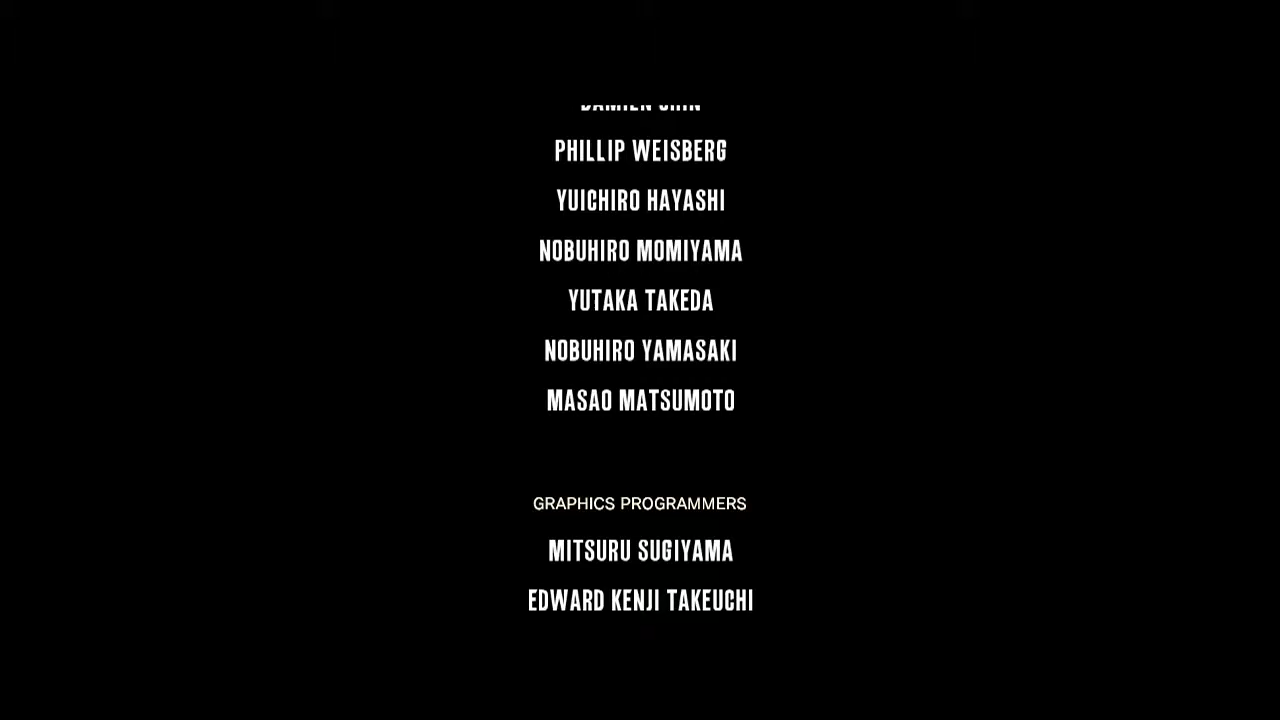 PHILLIP WEISBERG
YUICHIRO HAYASHI
NOBUHIRO MOMIYAMA
YUTAKA TAKEDA
NOBUHIRO YAMASAKI
MASAO MATSUMOTO
GRAPHICS PROGRAMMERS
MITSURU SUGIYAMA
EDWARD KENJI TAKEUCHI